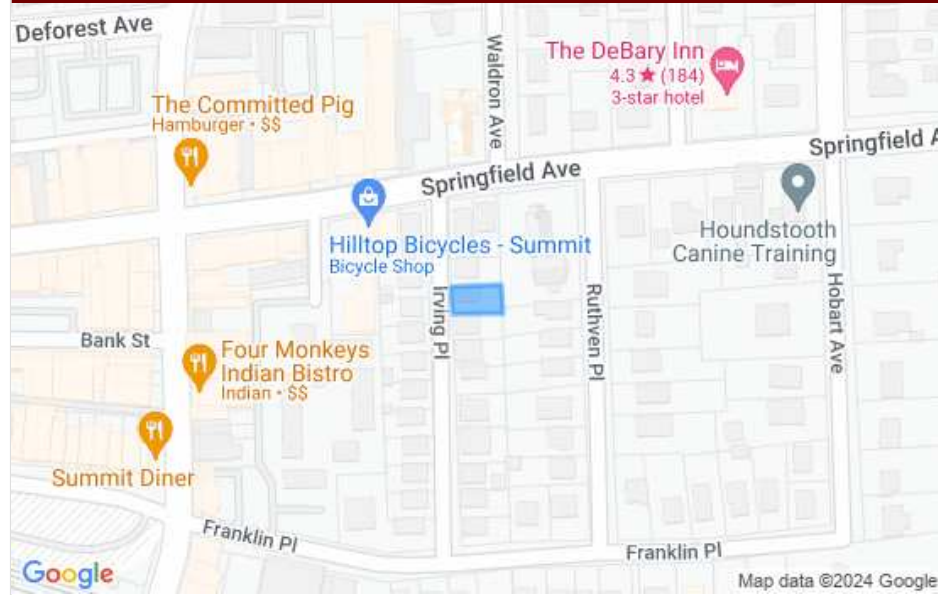 Deforest Ave
Waldron Ave
The DeBary Inn
4.3 ★ (184)
3-star hotel
The Committed Pig
Hamburger • $$
Springfield Ave
Springfield A
Hilltop Bicycles - Summit
Bicycle Shop
Houndstooth
Canine Training
Irving Pl
Ruthven Pl
Hobart Ave
Bank St
Four Monkeys
Indian Bistro
Indian • $$
Summit Diner
Franklin Pl
Franklin Pl
Google
Map data ©2024 Google